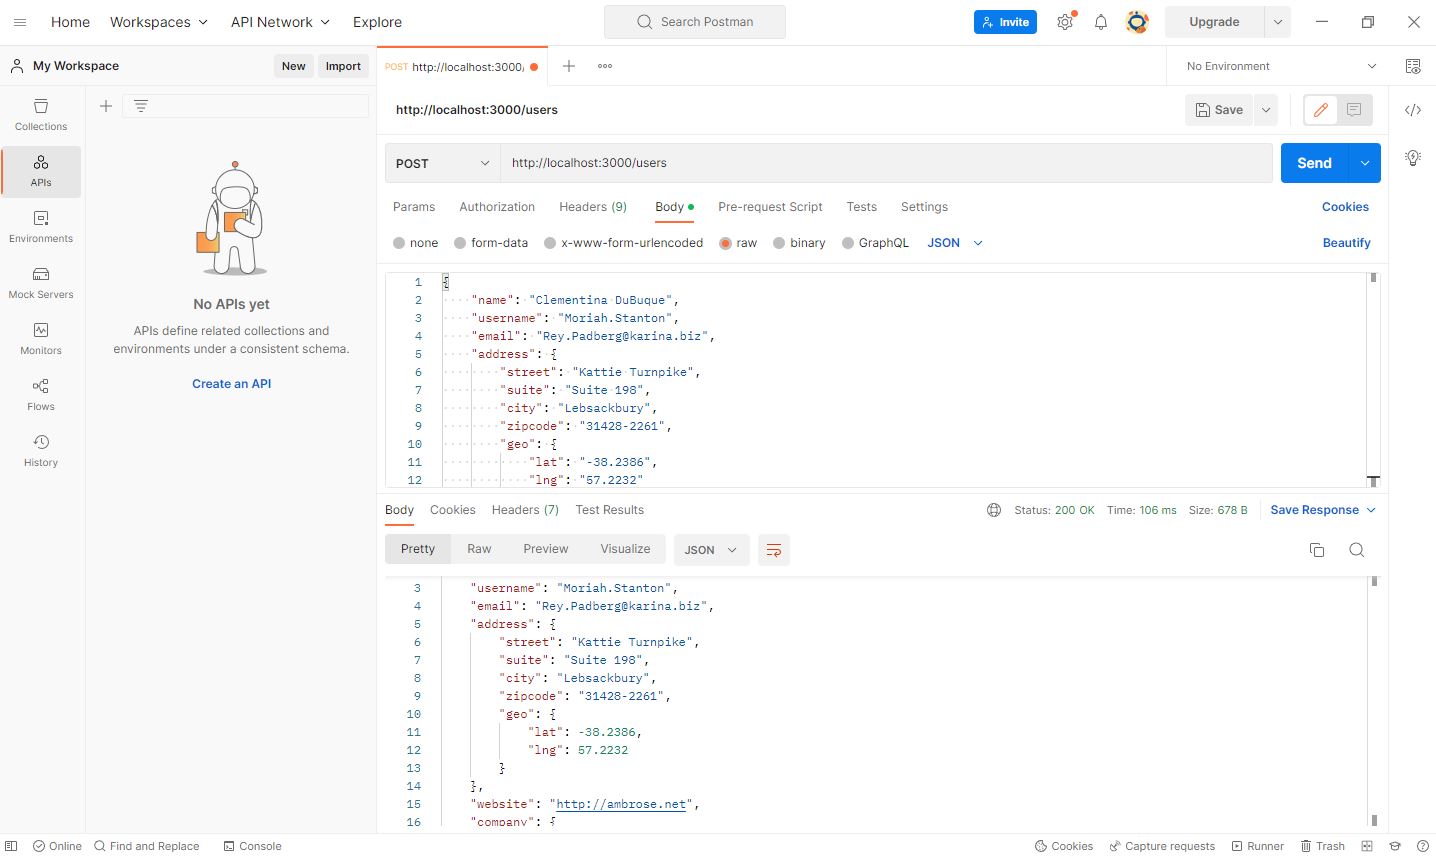 Home Workspaces API Network Explore Search Postman Invite Upgrade
My Workspace New Import POST http://localhost:3000/ No Environment
http://localhost:3000/users Save
Collections
APIs
Environments
Mock Servers
Monitors
Flows
History
No APIs yet
APIs define related collections and
environments under a consistent schema.
Create an API
POST http://localhost:3000/users Send
Params Authorization Headers (9) Body Pre-request Script Tests Settings Cookies
none form-data x-www-form-urlencoded raw binary GraphQL JSON Beautify
1 {
2 "name": "Clementina DuBuque",
3 "username": "Moriah.Stanton",
4 "email": "Rey.Padberg@karina.biz",
5 "address": {
6 "street": "Kattie Turnpike",
7 "suite": "Suite 198",
8 "city": "Lebsackbury",
9 "zipcode": "31428-2261",
10 "geo": {
11 "lat": "-38.2386",
12 "lng": "57.2232"
Body Cookies Headers (7) Test Results Status: 200 OK Time: 106 ms Size: 678 B Save Response
Pretty Raw Preview Visualize JSON
3 "username": "Moriah.Stanton",
4 "email": "Rey.Padberg@karina.biz",
5 "address": {
6 "street": "Kattie Turnpike",
7 "suite": "Suite 198",
8 "city": "Lebsackbury",
9 "zipcode": "31428-2261",
10 "geo": {
11 "lat": -38.2386,
12 "lng": 57.2232
13 }
14 },
15 "website": "http://ambrose.net",
16 "company": {
Online Find and Replace Console Cookies Capture requests Runner Trash